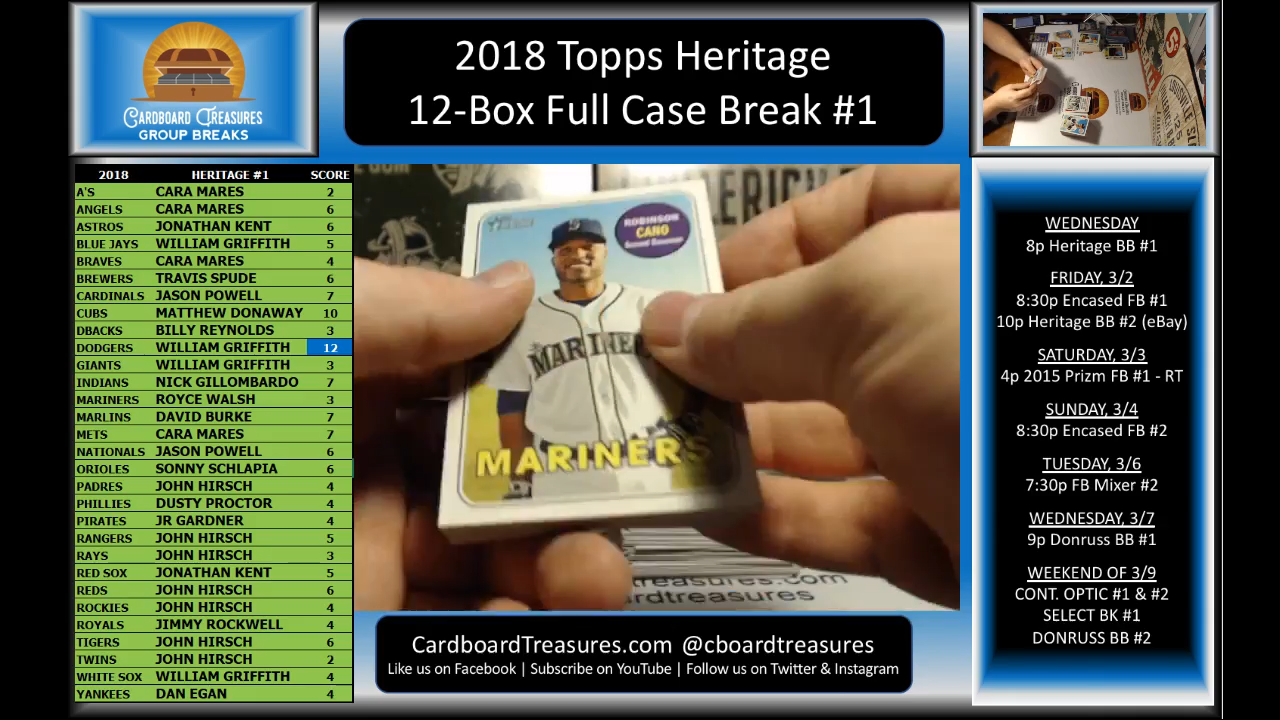 CARDBOARD TREASURES
GROUP BREAKS
2018 Topps Heritage
12-Box Full Case Break #1
2018 HERITAGE #1 SCORE
A'S CARA MARES 2
ANGELS CARA MARES 6
ASTROS JONATHAN KENT 6
BLUE JAYS WILLIAM GRIFFITH 5
BRAVES CARA MARES 4
BREWERS TRAVIS SPUDE 6
CARDINALS JASON POWELL 7
CUBS MATTHEW DONAWAY 10
DBACKS BILLY REYNOLDS 3
DODGERS WILLIAM GRIFFITH 12
GIANTS WILLIAM GRIFFITH 3
INDIANS NICK GILLOMBARDO 7
MARINERS ROYCE WALSH 3
MARLINS DAVID BURKE 7
METS CARA MARES 7
NATIONALS JASON POWELL 6
ORIOLES SONNY SCHLAPIA 6
PADRES JOHN HIRSCH 4
PHILLIES DUSTY PROCTOR 4
PIRATES JR GARDNER 4
RANGERS JOHN HIRSCH 5
RAYS JOHN HIRSCH 3
RED SOX JONATHAN KENT 5
REDS JOHN HIRSCH 6
ROCKIES JOHN HIRSCH 4
ROYALS JIMMY ROCKWELL 4
TIGERS JOHN HIRSCH 6
TWINS JOHN HIRSCH 2
WHITE SOX WILLIAM GRIFFITH 4
YANKEES DAN EGAN 4
ROBINSON
CANO
Second Baseman
MARINE
MARINERS
dtreasures
CardboardTreasures.com @cboardtreasures
Like us on Facebook | Subscribe on YouTube | Follow us on Twitter & Instagram
WEDNESDAY
8p Heritage BB #1
FRIDAY, 3/2
8:30p Encased FB #1
10p Heritage BB #2 (eBay)
SATURDAY, 3/3
4p 2015 Prizm FB #1 - RT
SUNDAY, 3/4
8:30p Encased FB #2
TUESDAY, 3/6
7:30p FB Mixer #2
WEDNESDAY, 3/7
9p Donruss BB #1
WEEKEND OF 3/9
CONT. OPTIC #1 & #2
SELECT BK #1
DONRUSS BB #2